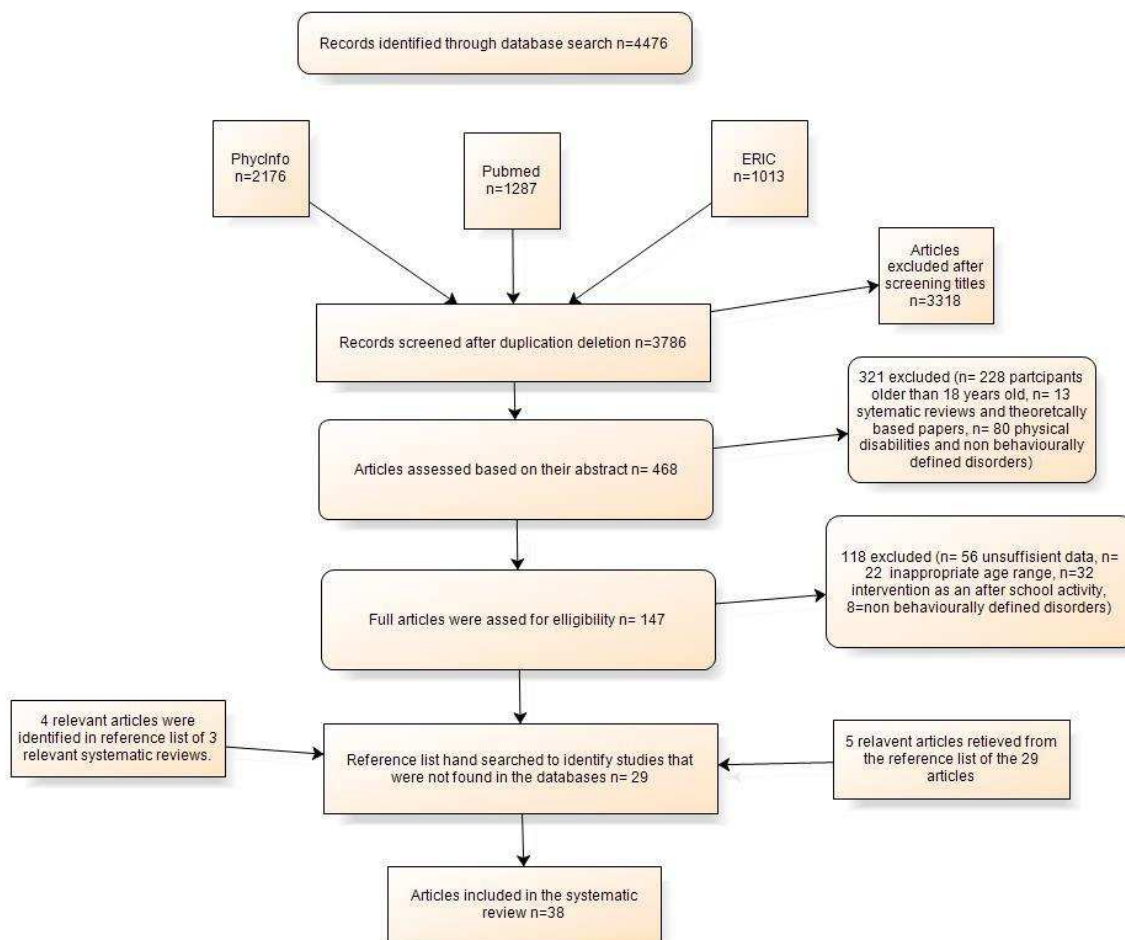 Records identified through database search n=4476
PhycInfo
n=2176
Pubmed
n=1287
ERIC
n=1013
Articles
excluded after
screening titles
n=3318
Records screened after duplication deletion n=3786
321 excluded (n= 228 partcipants
older than 18 years old, n= 13
sytematic reviews and theoretcally
based papers, n= 80 physical
disabilities and non behaviourally
defined disorders)
Articles assessed based on their abstract n= 468
118 excluded (n= 56 unsuffisient data, n=
22 inappropriate age range, n=32
intervention as an after school activity,
8=non behaviourally defined disorders)
Full articles were assed for elligibility n= 147
4 relevant articles were
identified in reference list of 3
relevant systematic reviews.
Reference list hand searched to identify studies that
were not found in the databases n= 29
5 relavent articles retieved from
the reference list of the 29
articles
Articles included in the systematic
review n=38